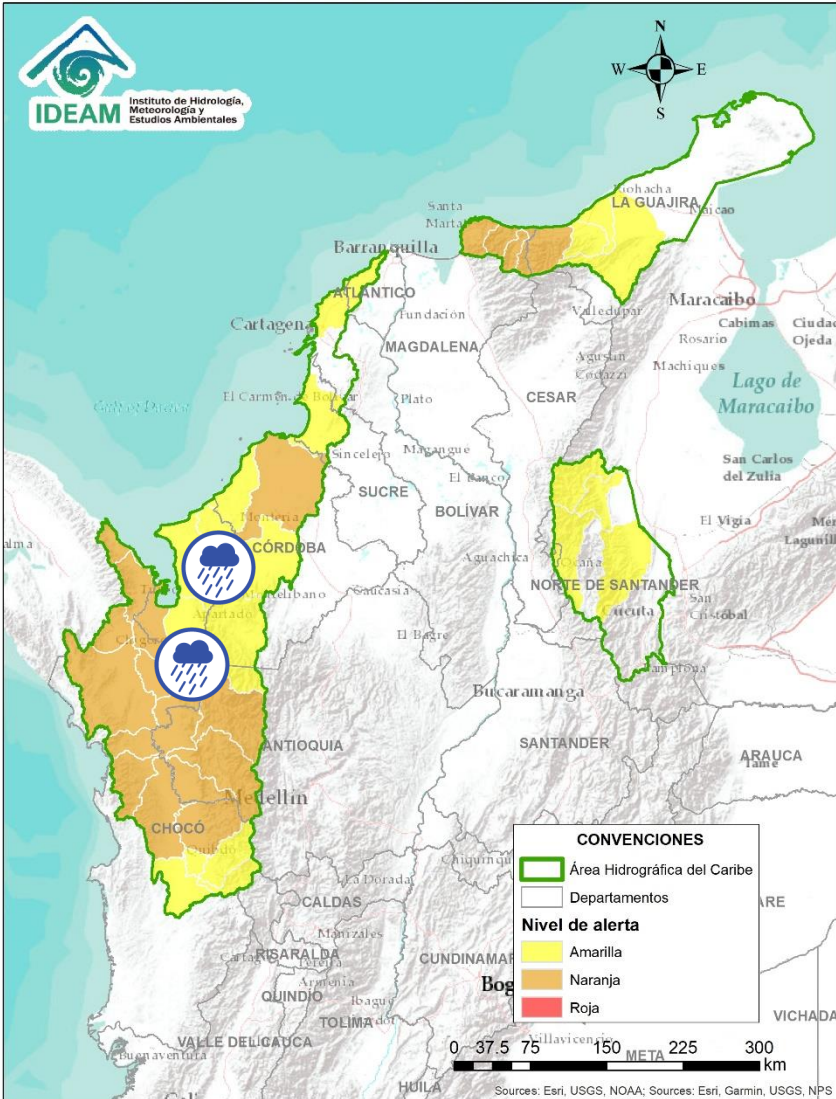 IDEAM
Instituto de Hidrología,
Meteorología y
Estudios Ambientales
N
W
E
S
Riohacha
LA GUAJIRA
Maicao
Santa
Marta
Barranquilla
ATLÁNTICO
Maracaibo
Cartagena
Fundación
Valledupar
Cabimas
Ciudad
Ojeda
Rosario
MAGDALENA
Agustín
Codazzi
Machiques
Lago de
Maracaibo
El Carmen de Bolívar
Plato
CESAR
Sincelejo
Magangue
San Carlos
del Zulia
El Banco
SUCRE
BOLÍVAR
Montería
El Vigía
CÓRDOBA
Aguachica
Ocaña
NORTE DE SANTANDER
Caucasia
San
Cristóbal
Apartado
Cucuta
El Bagre
Pamplona
Bucaramanga
ANTIOQUIA
SANTANDER
ARAUCA
Tame
Medellín
CHOCÓ
Quibdó
La Dorada
CALDAS
Manizales
RISARALDA
Pereira
Armenia
QUINDÍO
Ibague
TOLIMA
CUNDINAMAR
Bog
VICHADA
VALLE DEL CAUCA
Villavicencio
META
Buenaventura
HUILA
CONVENCIONES
Área Hidrográfica del Caribe
Departamentos
Nivel de alerta
Amarilla
Naranja
Roja
0 37.5 75 150 225 300
km
Sources: Esri, USGS, NOAA; Sources: Esri, Garmin, USGS, NPS